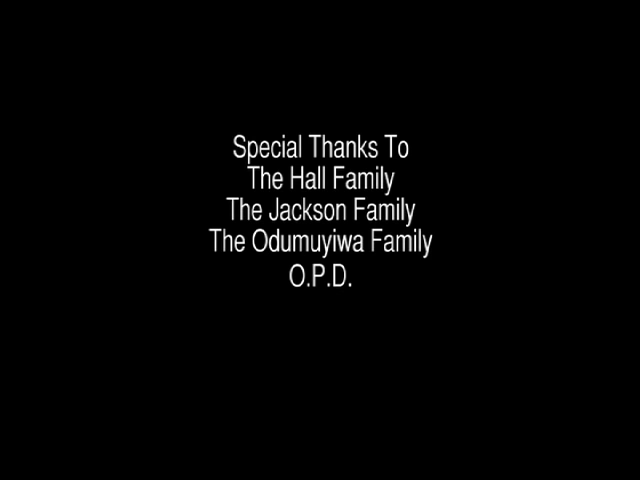 Special Thanks To
The Hall Family
The Jackson Family
The Odumuyiwa Family
O.P.D.